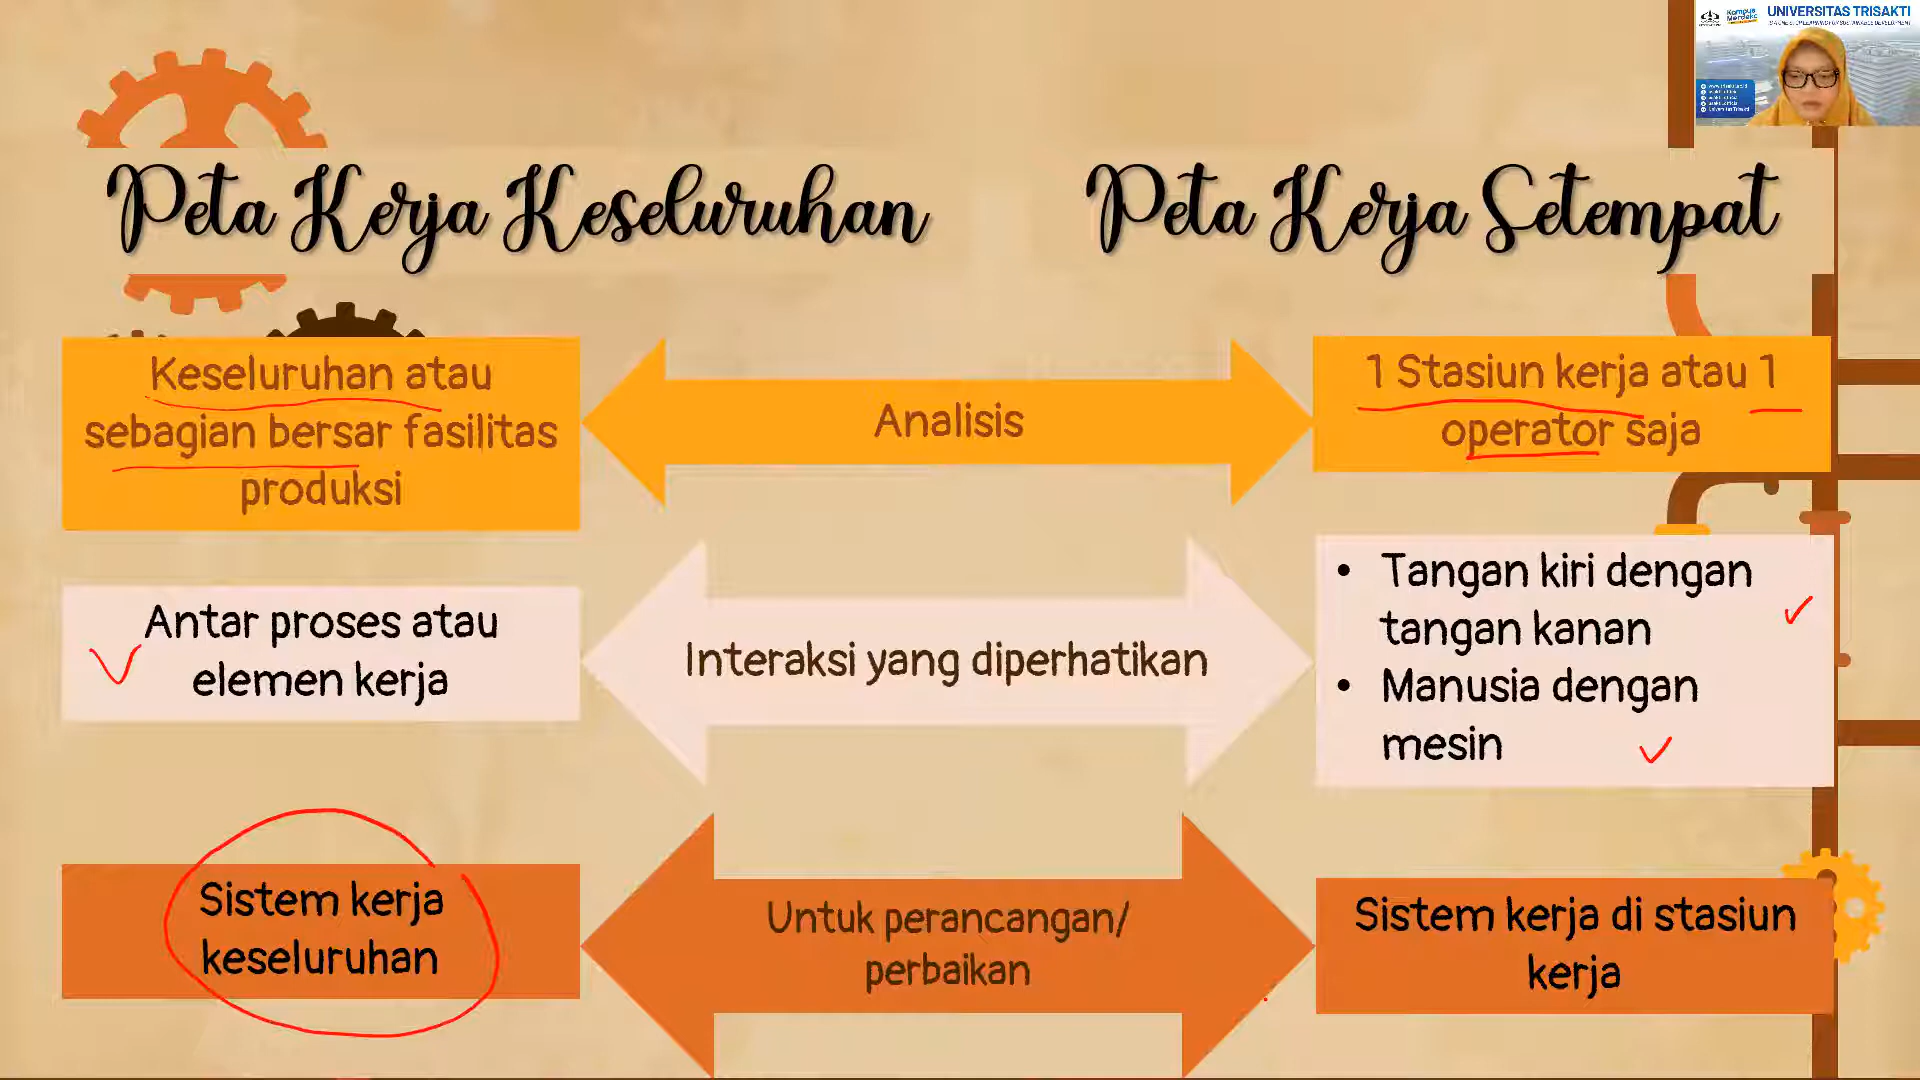 Kampus
Merdeka
UNIVERSITAS TRISAKTI
Peta Kerja Keseluruhan
Peta Kerja Setempat
Keseluruhan atau
sebagian bersar fasilitas
produksi
Analisis
1 Stasiun kerja atau 1
operator saja
Antar proses atau
elemen kerja
Interaksi yang diperhatikan
• Tangan kiri dengan
tangan kanan
• Manusia dengan
mesin
Sistem kerja
keseluruhan
Untuk perancangan/
perbaikan
Sistem kerja di stasiun
kerja